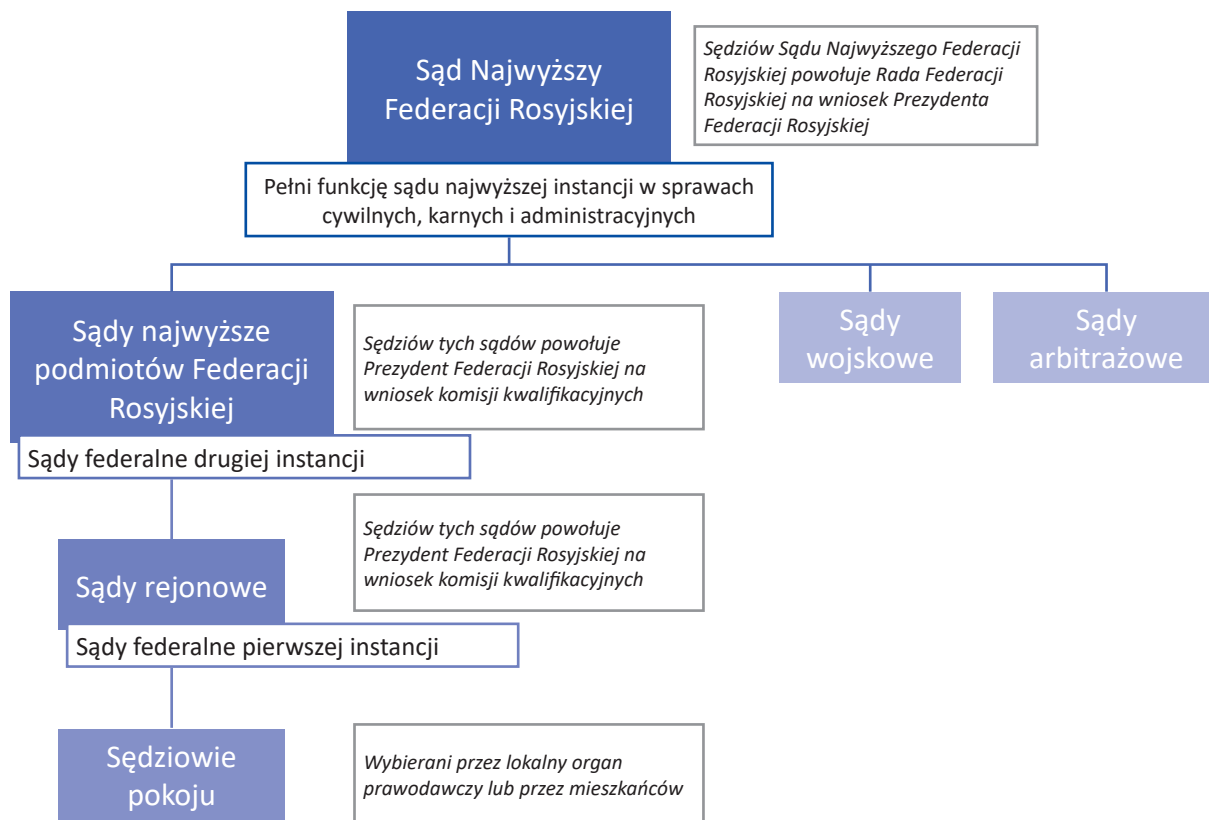 Sąd Najwyższy
Federacji Rosyjskiej
Sędziów Sądu Najwyższego Federacji
Rosyjskiej powołuje Rada Federacji
Rosyjskiej na wniosek Prezydenta
Federacji Rosyjskiej
Pełni funkcję sądu najwyższej instancji w sprawach
cywilnych, karnych i administracyjnych
Sądy najwyższe
podmiotów Federacji
Rosyjskiej
Sędziów tych sądów powołuje
Prezydent Federacji Rosyjskiej na
wniosek komisji kwalifikacyjnych
Sądy
wojskowe
Sądy
arbitrażowe
Sądy federalne drugiej instancji
Sędziów tych sądów powołuje
Prezydent Federacji Rosyjskiej na
wniosek komisji kwalifikacyjnych
Sądy rejonowe
Sądy federalne pierwszej instancji
Sędziowie
pokoju
Wybierani przez lokalny organ
prawodawczy lub przez mieszkańców